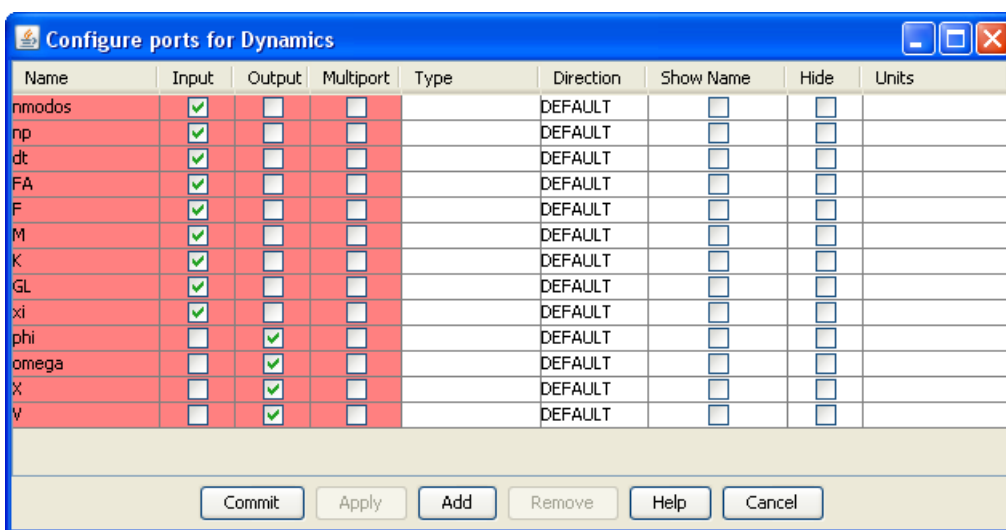 Configure ports for Dynamics
Name Input Output Multiport Type Direction Show Name Hide Units
nmodos DEFAULT
np DEFAULT
dt DEFAULT
FA DEFAULT
F DEFAULT
M DEFAULT
K DEFAULT
GL DEFAULT
xi DEFAULT
phi DEFAULT
omega DEFAULT
X DEFAULT
V DEFAULT
Commit Apply Add Remove Help Cancel